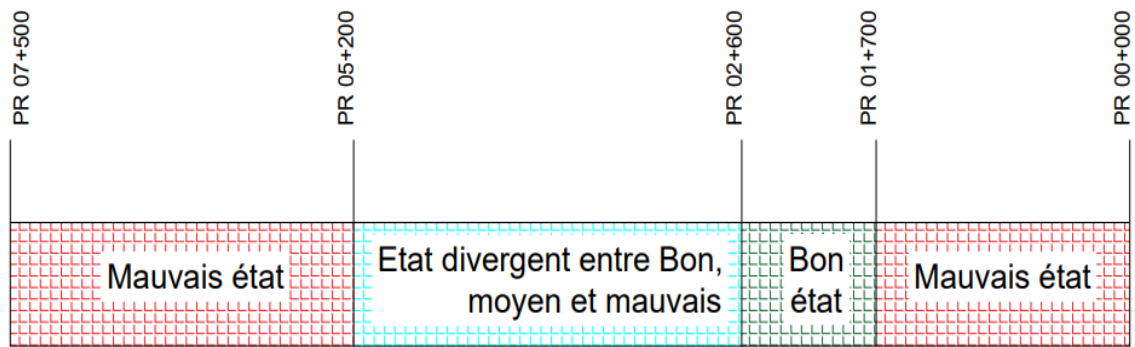 PR 07+500
PR 05+200
PR 02+600
PR 01+700
PR 00+000
Mauvais état
Etat divergent entre Bon,
moyen et mauvais
Bon
état
Mauvais état